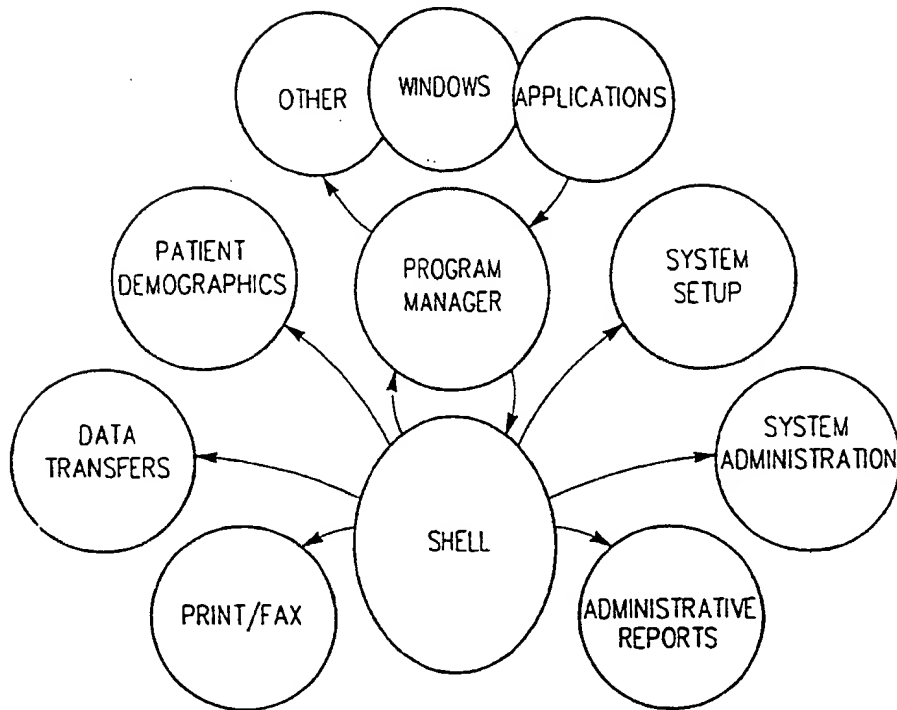 OTHER
WINDOWS
APPLICATIONS
PATIENT
DEMOGRAPHICS
PROGRAM
MANAGER
SYSTEM
SETUP
DATA
TRANSFERS
SYSTEM
ADMINISTRATION
SHELL
PRINT/FAX
ADMINISTRATIVE
REPORTS